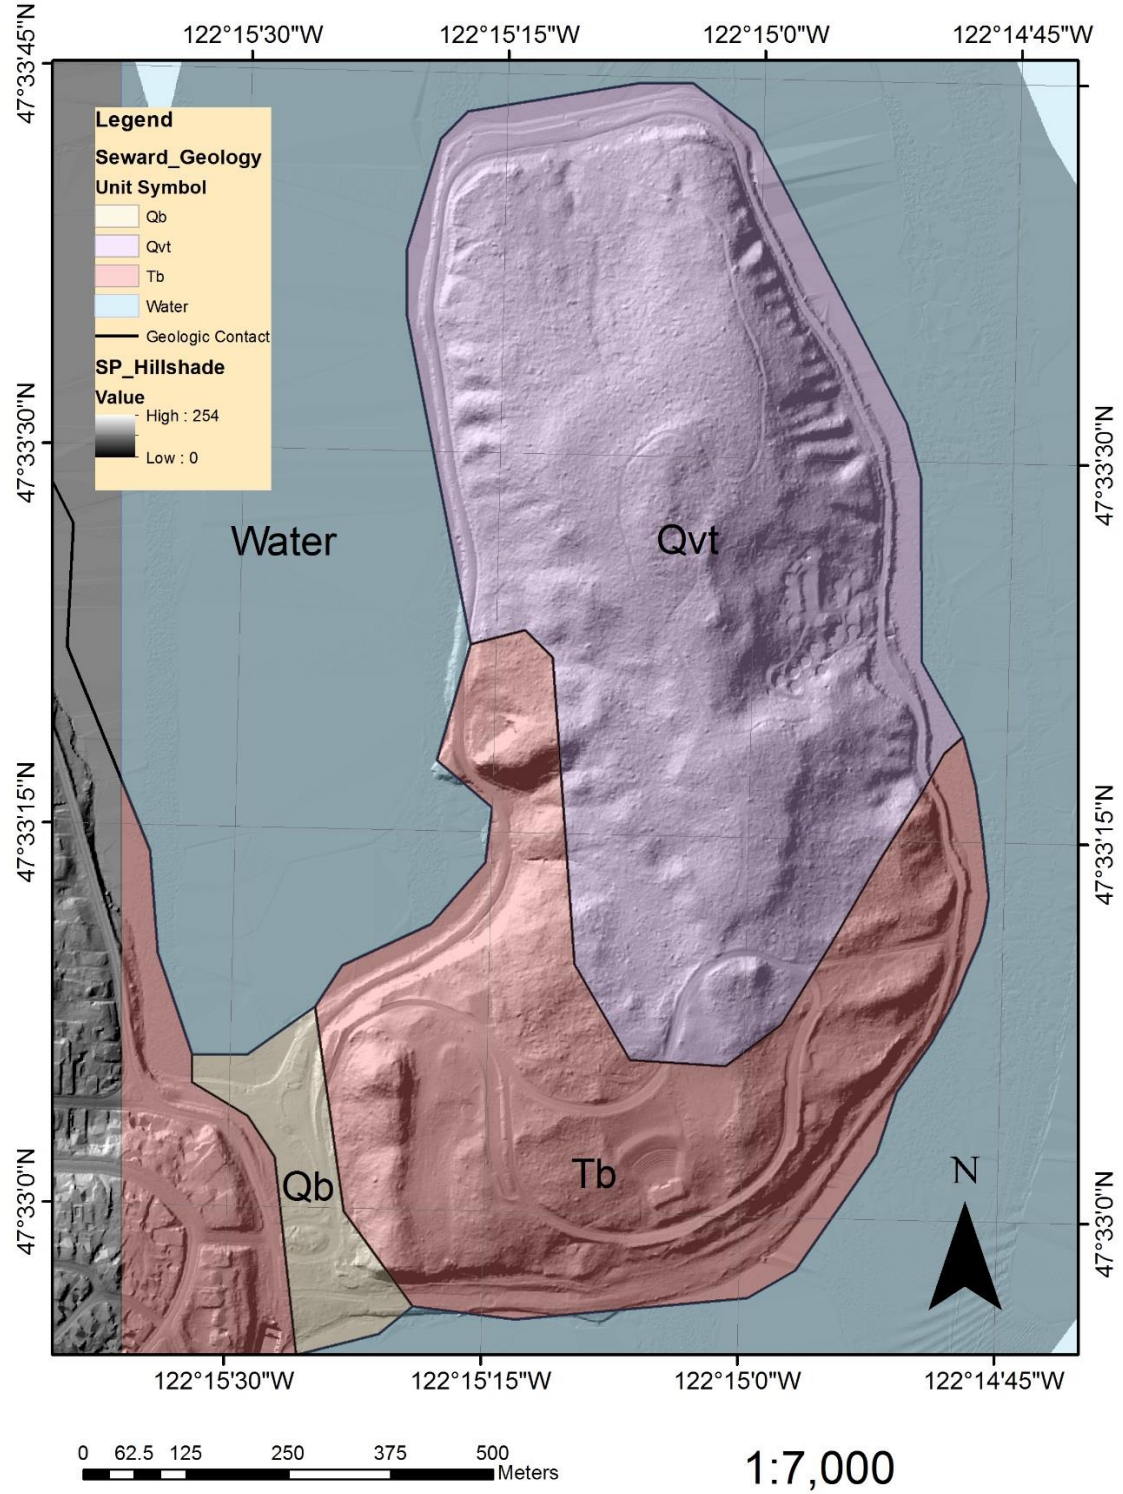 122°15'30"W 122°15'15"W 122°15'0"W 122°14'45"W
47°33'45"N
Legend
Seward_Geology
Unit Symbol
Qb
Qvt
Tb
Water
Geologic Contact
SP_Hillshade
Value
High : 254
Low : 0
47°33'30"N
47°33'30"N
Water
Qvt
47°33'15"N
47°33'15"N
Qb
Tb
N
47°33'0"N
47°33'0"N
122°15'30"W 122°15'15"W 122°15'0"W 122°14'45"W
0 62.5 125 250 375 500
Meters
1:7,000